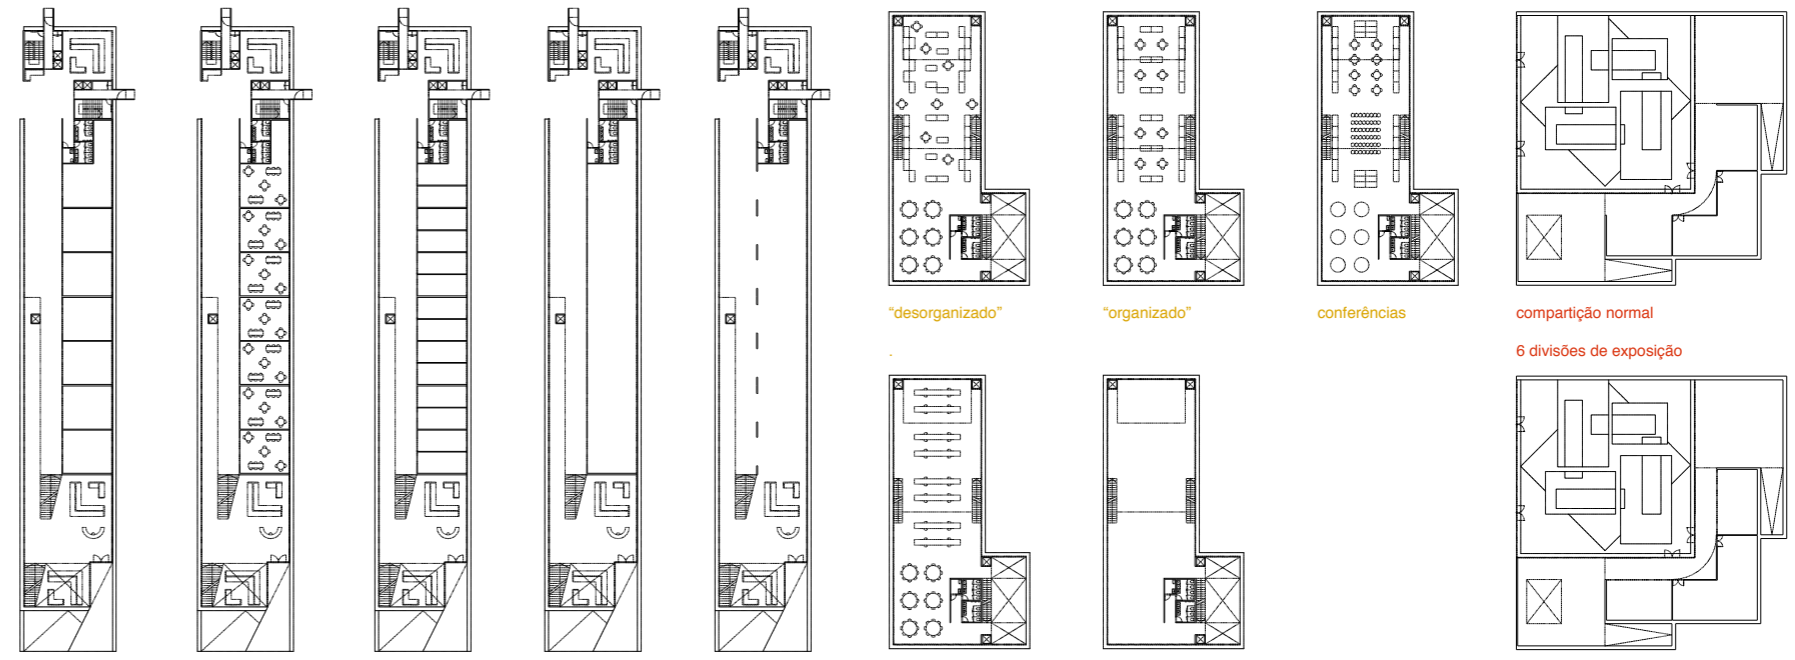 “desorganizado”
“organizado”
conferências
compartição normal
.
6 divisões de exposição